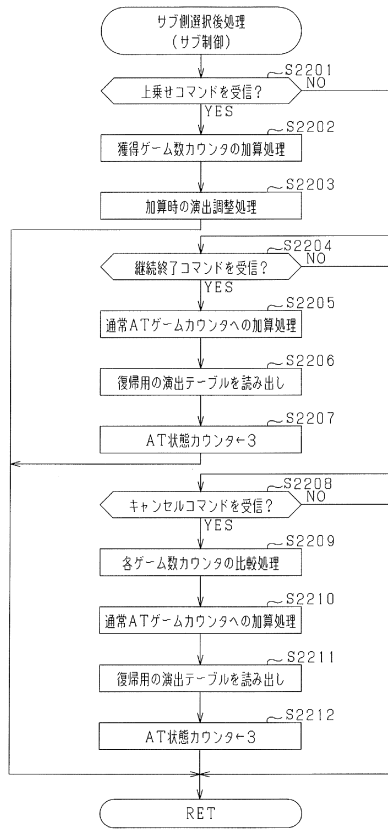 サブ側選択後処理
(サブ制御)
S2201
上乗せコマンドを受信?
NO
YES
S2202
獲得ゲーム数カウンタの加算処理
S2203
加算時の演出調整処理
S2204
継続終了コマンドを受信?
NO
YES
S2205
通常ATゲームカウンタへの加算処理
S2206
復帰用の演出テーブルを読み出し
S2207
AT状態カウンタ←3
S2208
キャンセルコマンドを受信?
NO
YES
S2209
各ゲーム数カウンタの比較処理
S2210
通常ATゲームカウンタへの加算処理
S2211
復帰用の演出テーブルを読み出し
S2212
AT状態カウンタ←3
RET